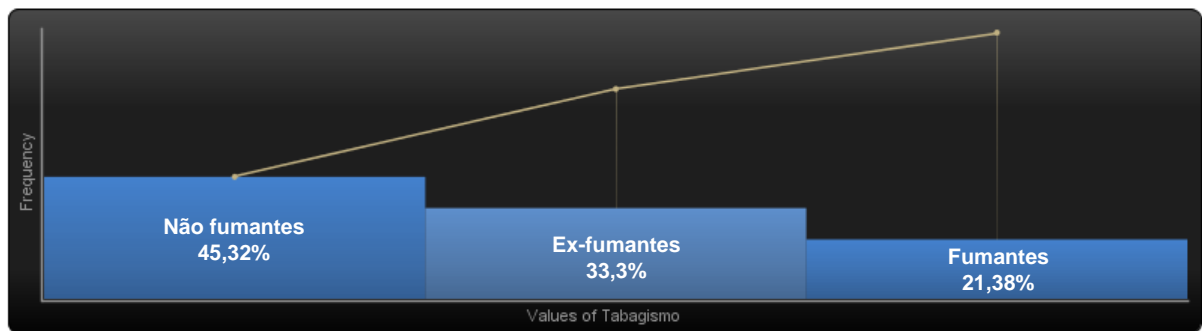 Frequency
Não fumantes
45,32%
Ex-fumantes
33,3%
Fumantes
21,38%
Values of Tabagismo